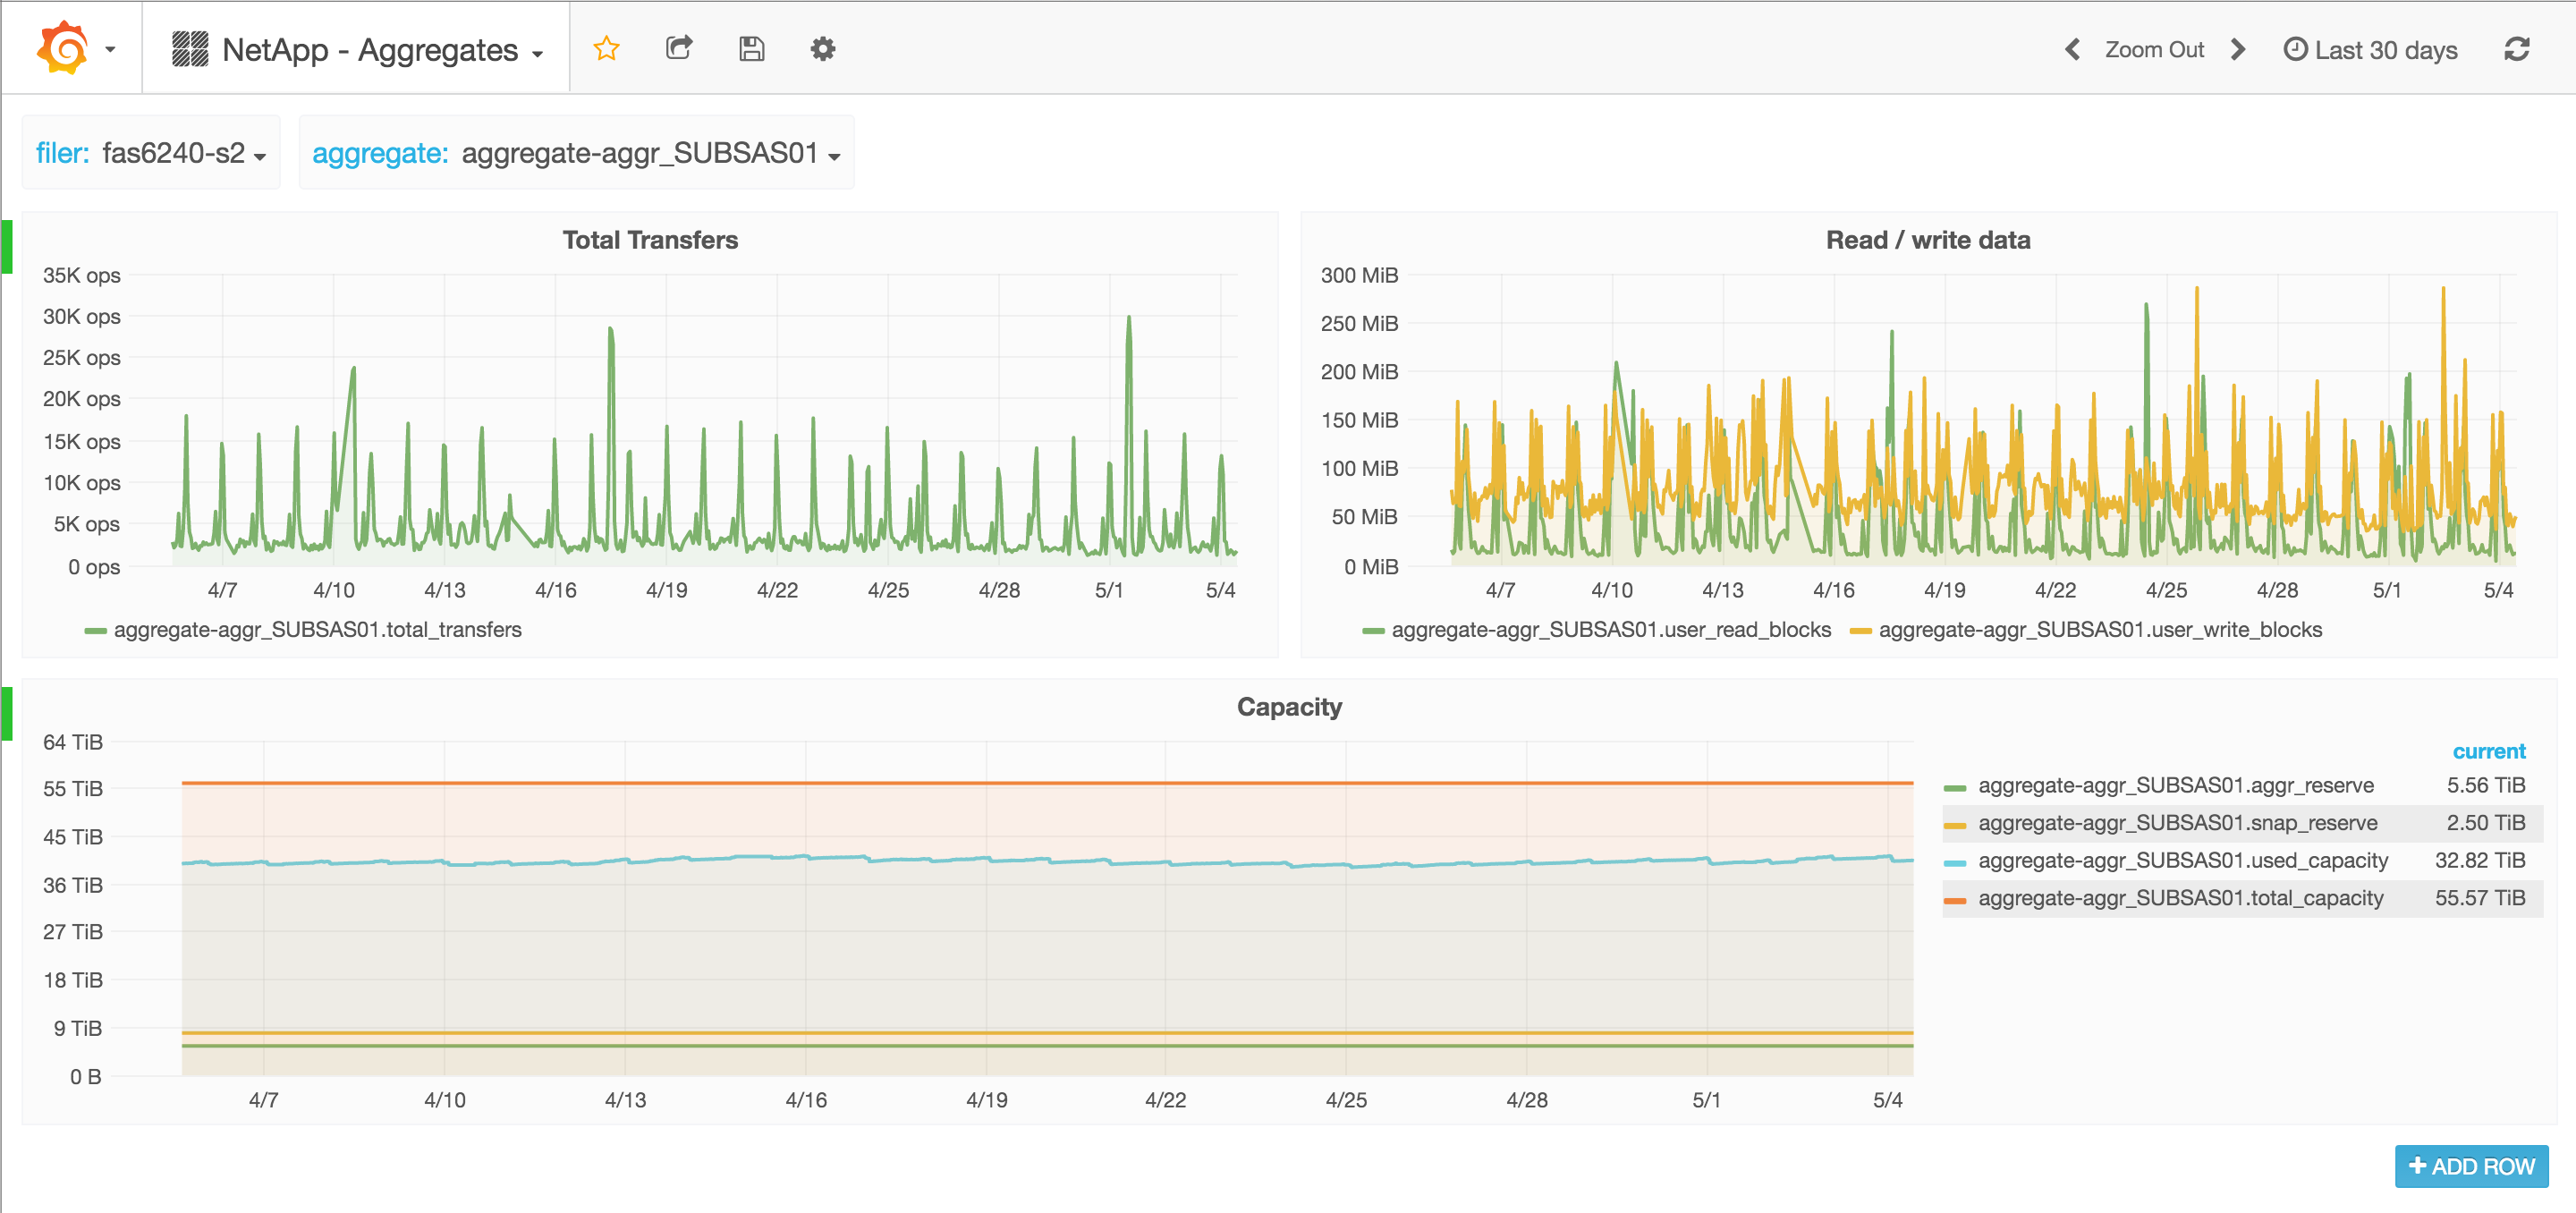 NetApp - Aggregates
Zoom Out
Last 30 days
filer: fas6240-s2
aggregate: aggregate-aggr_SUBSAS01
Total Transfers
35K ops
30K ops
25K ops
20K ops
15K ops
10K ops
5K ops
0 ops
4/7 4/10 4/13 4/16 4/19 4/22 4/25 4/28 5/1 5/4
aggregate-aggr_SUBSAS01.total_transfers
Read / write data
300 MiB
250 MiB
200 MiB
150 MiB
100 MiB
50 MiB
0 MiB
4/7 4/10 4/13 4/16 4/19 4/22 4/25 4/28 5/1 5/4
aggregate-aggr_SUBSAS01.user_read_blocks aggregate-aggr_SUBSAS01.user_write_blocks
Capacity
64 TiB
55 TiB
45 TiB
36 TiB
27 TiB
18 TiB
9 TiB
0 B
4/7 4/10 4/13 4/16 4/19 4/22 4/25 4/28 5/1 5/4
current
aggregate-aggr_SUBSAS01.aggr_reserve 5.56 TiB
aggregate-aggr_SUBSAS01.snap_reserve 2.50 TiB
aggregate-aggr_SUBSAS01.used_capacity 32.82 TiB
aggregate-aggr_SUBSAS01.total_capacity 55.57 TiB
+ ADD ROW